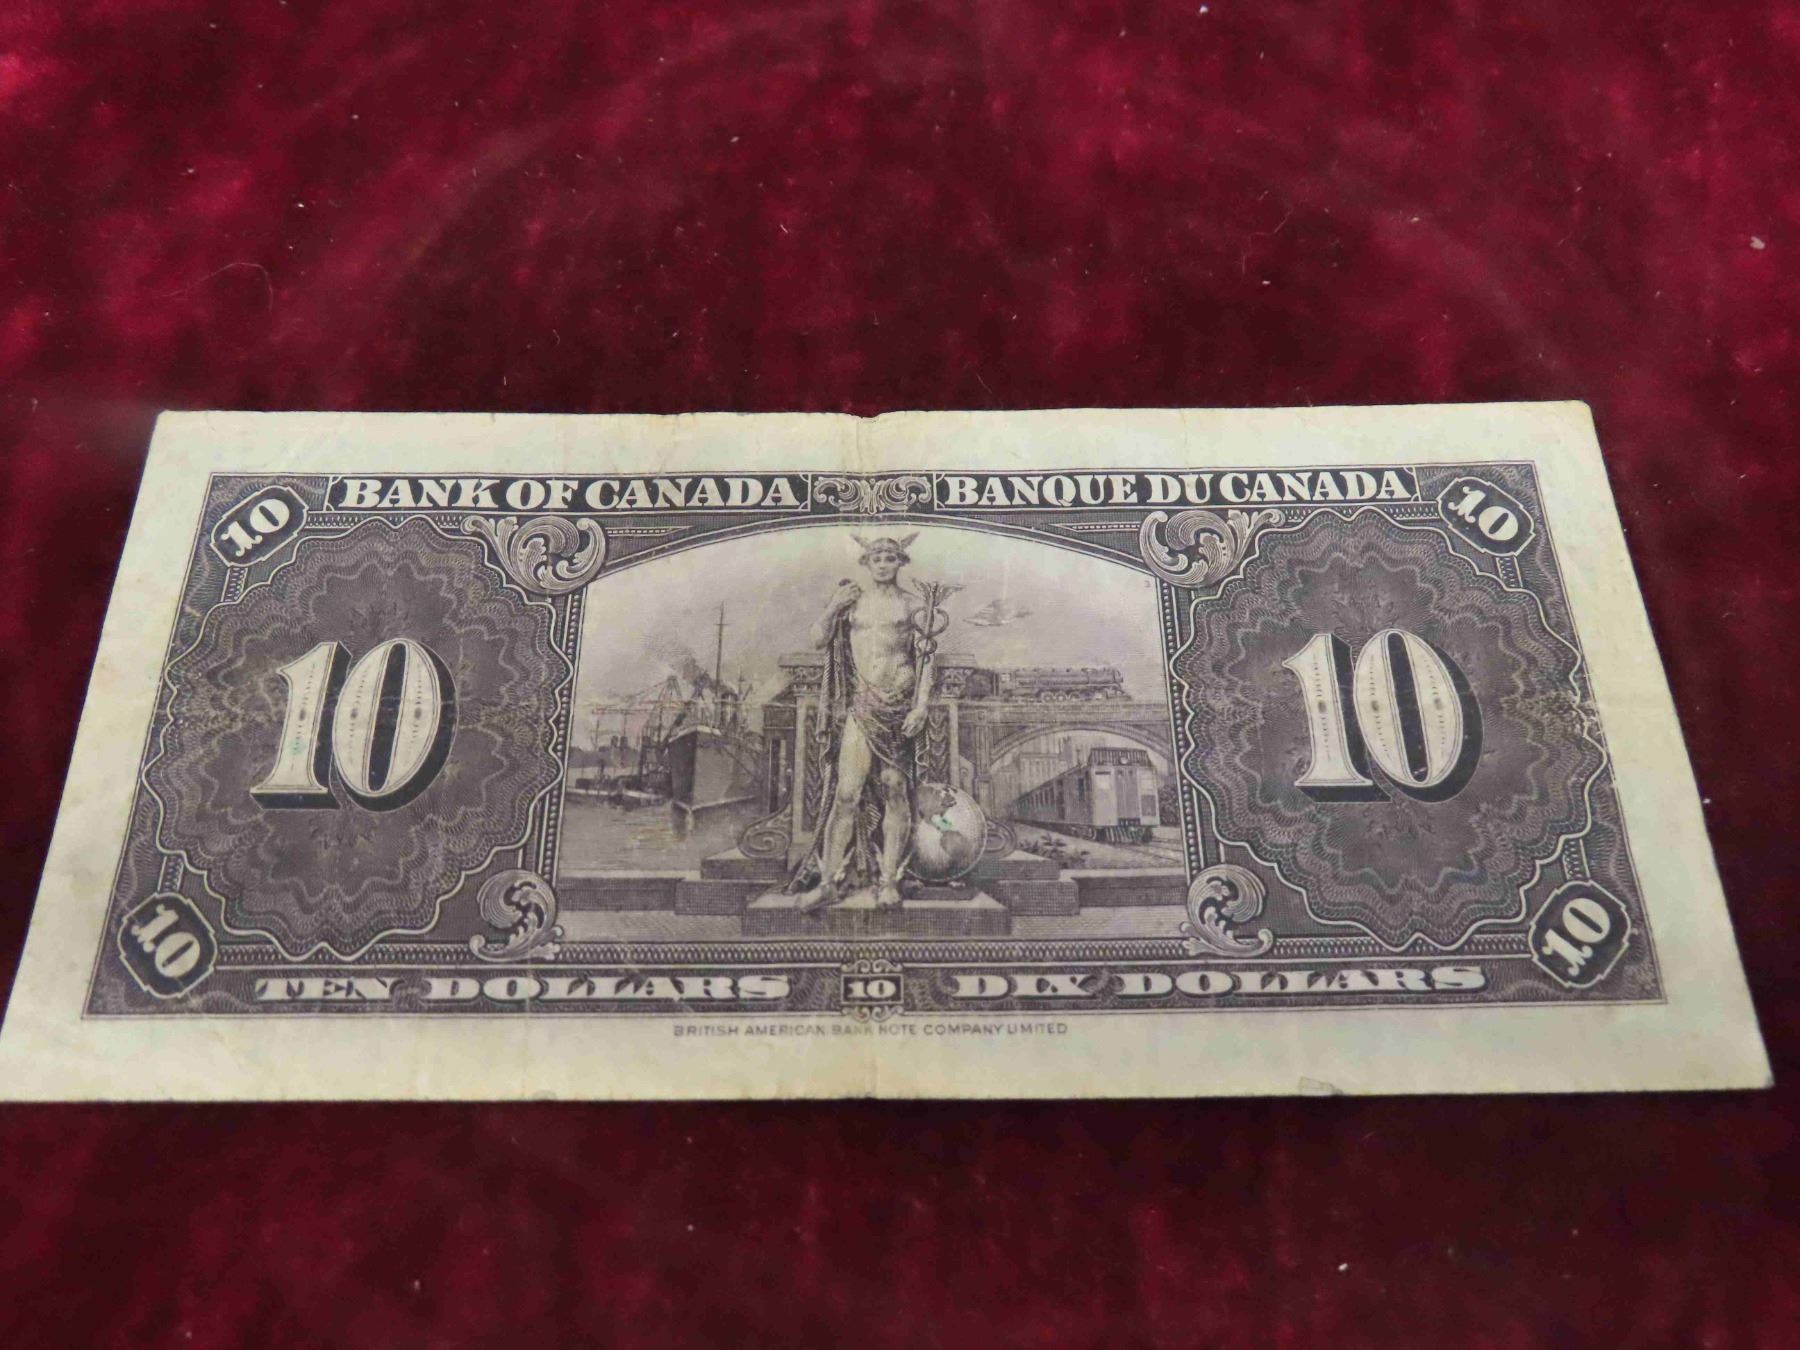 10 BANK OF CANADA BANQUE DU CANADA 10
10 10
10 TEN DOLLARS 10 DIX DOLLARS 10
BRITISH AMERICAN BANK NOTE COMPANY LIMITED